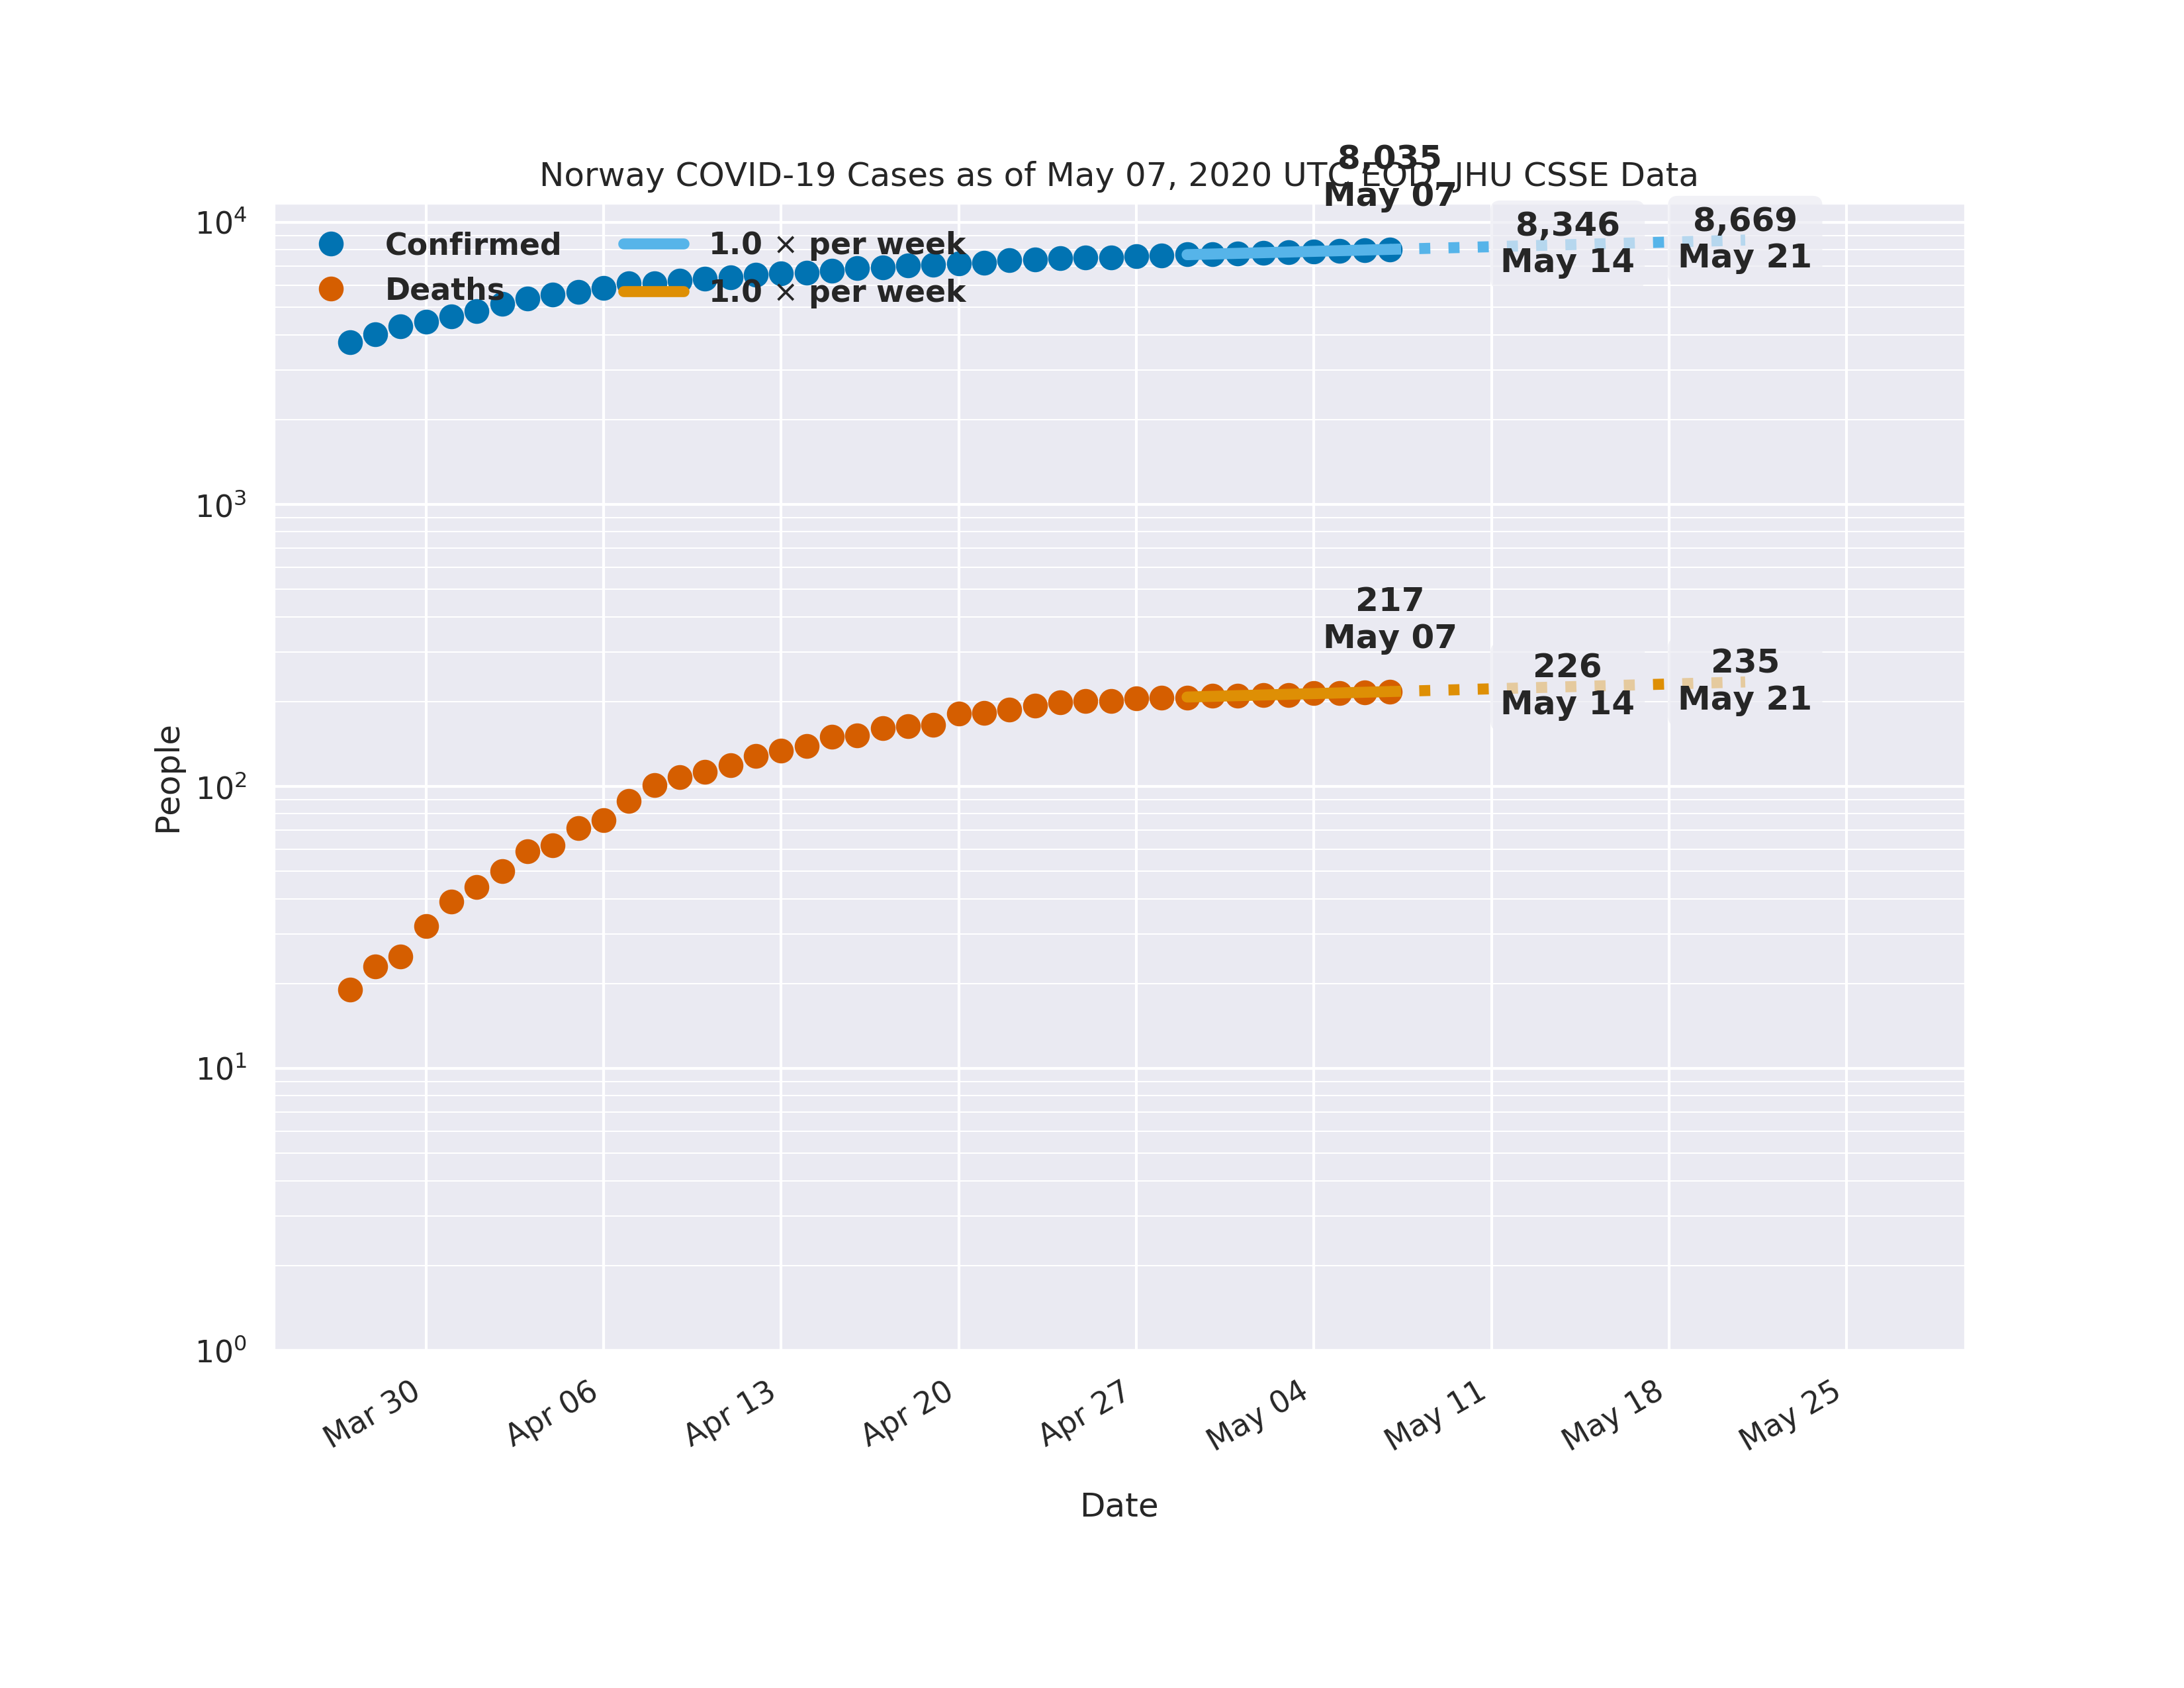 8,035
May 07
Norway COVID-19 Cases as of May 07, 2020 UTC EOD, JHU CSSE Data
8,346
May 14
8,669
May 21
Confirmed
Deaths
1.0 × per week
1.0 × per week
217
May 07
226
May 14
235
May 21
People
10⁴
10³
10²
10¹
10⁰
Mar 30
Apr 06
Apr 13
Apr 20
Apr 27
May 04
May 11
May 18
May 25
Date